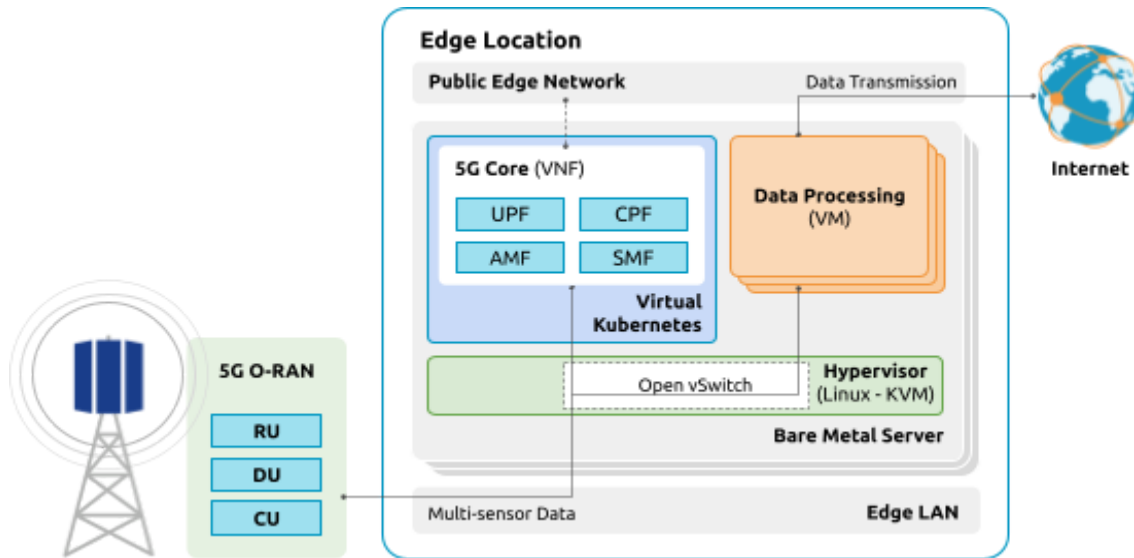 Edge Location
Public Edge Network
Data Transmission
Internet
5G Core (VNF)
UPF
CPF
AMF
SMF
Virtual
Kubernetes
Data Processing
(VM)
Open vSwitch
Hypervisor
(Linux - KVM)
Bare Metal Server
5G O-RAN
RU
DU
CU
Multi-sensor Data
Edge LAN